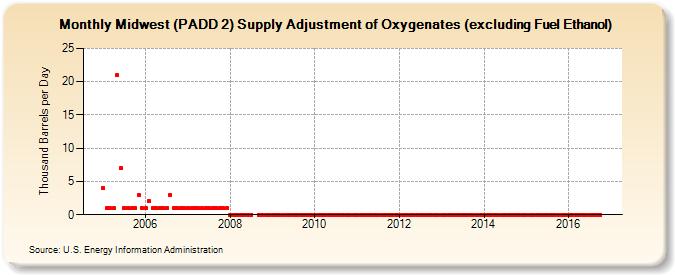 Monthly Midwest (PADD 2) Supply Adjustment of Oxygenates (excluding Fuel Ethanol)
Thousand Barrels per Day
25
20
15
10
5
0
2006 2008 2010 2012 2014 2016
Source: U.S. Energy Information Administration